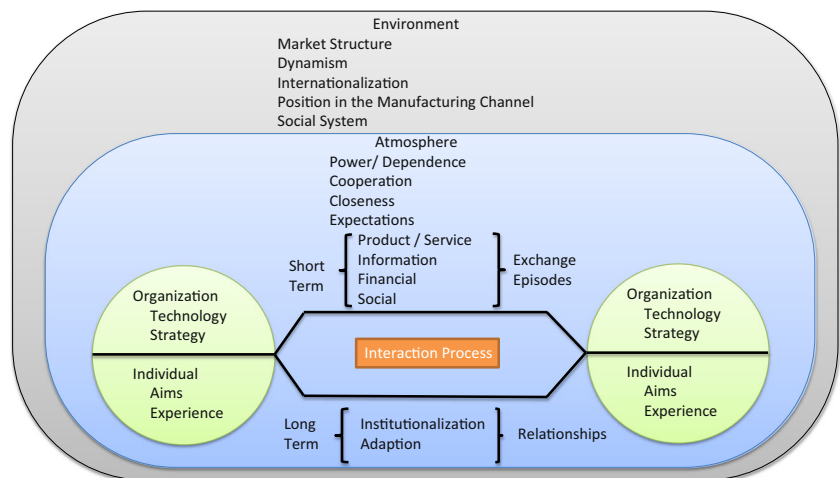 Environment
Market Structure
Dynamism
Internationalization
Position in the Manufacturing Channel
Social System
Atmosphere
Power/ Dependence
Cooperation
Closeness
Expectations
Short
Term
Product / Service
Information
Financial
Social
Exchange
Episodes
Organization
Technology
Strategy
Individual
Aims
Experience
Interaction Process
Organization
Technology
Strategy
Individual
Aims
Experience
Long
Term
Institutionalization
Adaption
Relationships